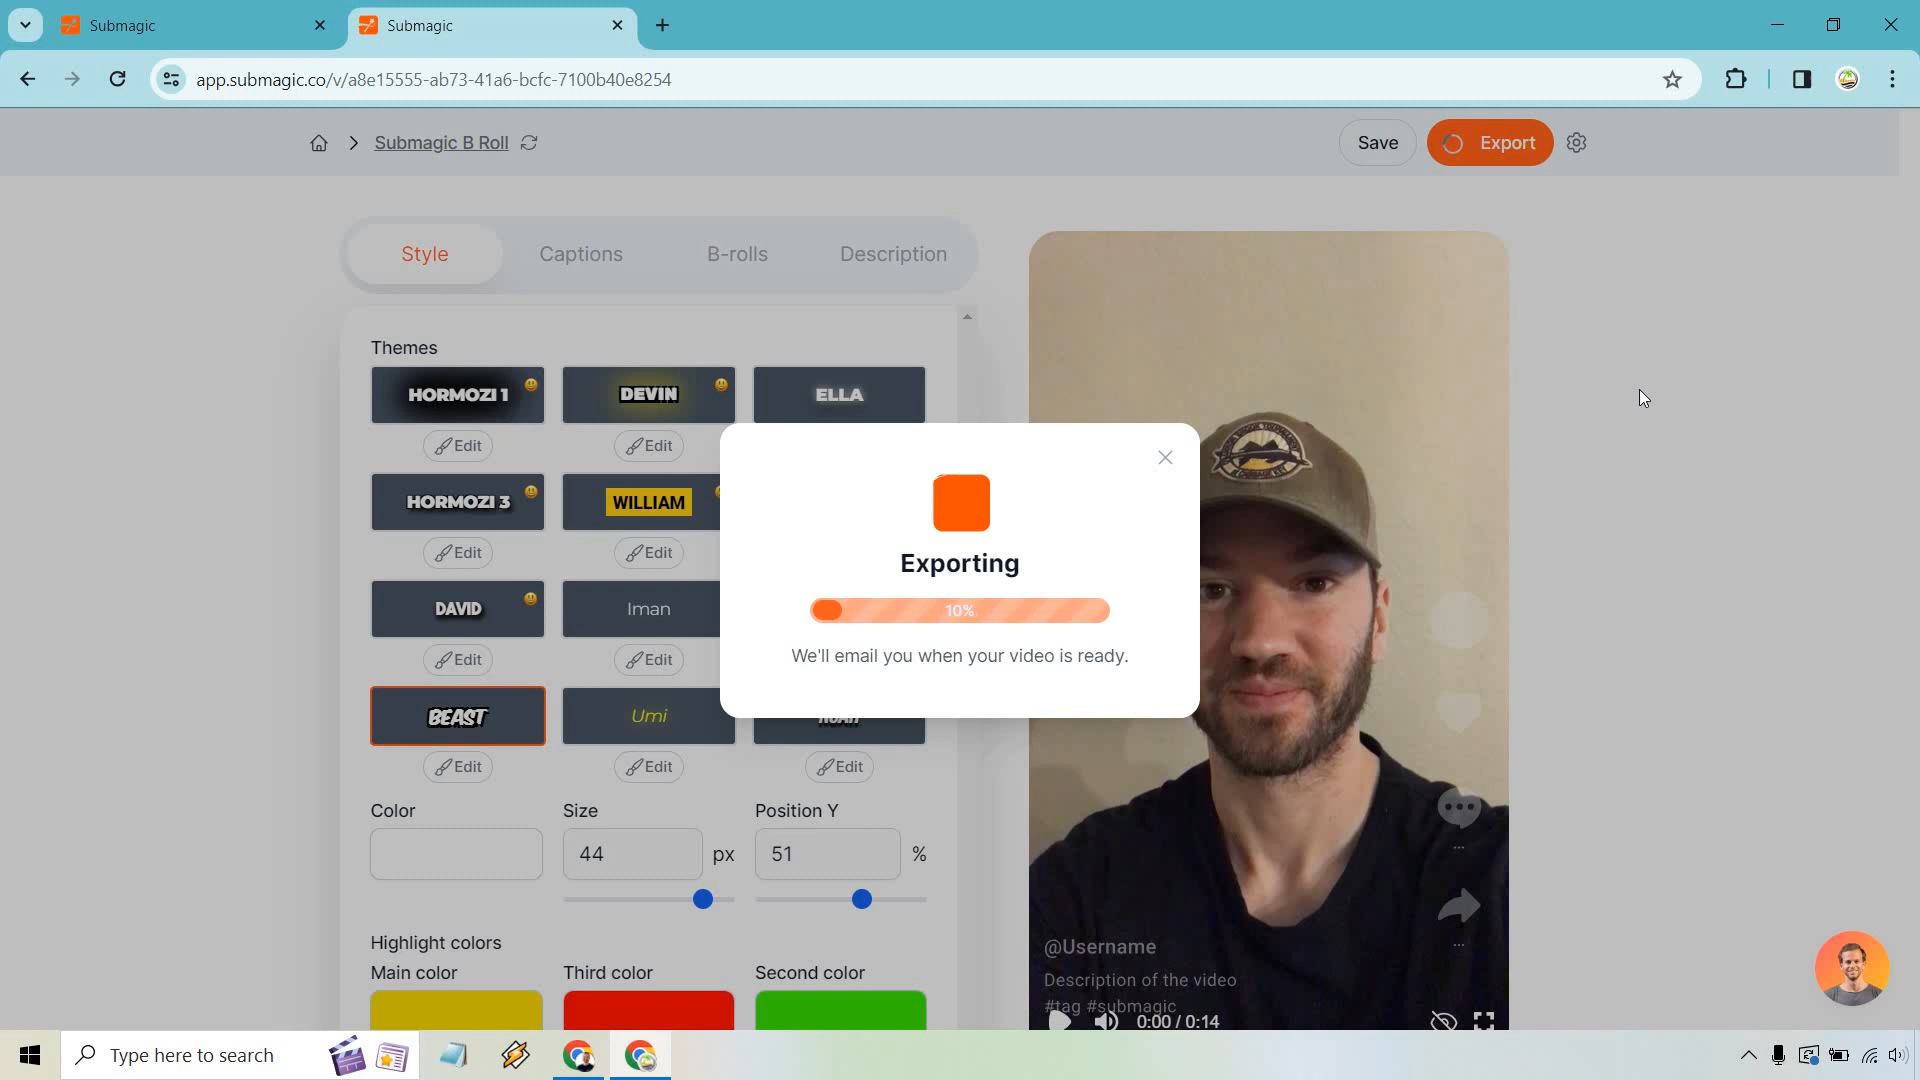 Submagic
Submagic
app.submagic.co/v/a8e15555-ab73-41a6-bcfc-7100b40e8254
Submagic B Roll
Save
Export
Style
Captions
B-rolls
Description
Themes
HORMOZI 1
DEVIN
ELLA
Edit
Edit
HORMOZI 3
WILLIAM
Edit
Edit
DAVID
Iman
Edit
Edit
BEAST
Umi
Edit
Edit
Edit
Exporting
10%
We'll email you when your video is ready.
Color
Size
Position Y
44
px
51
%
Highlight colors
Main color
Third color
Second color
@Username
Description of the video
#tag #submagic
0:00 / 0:14
Type here to search